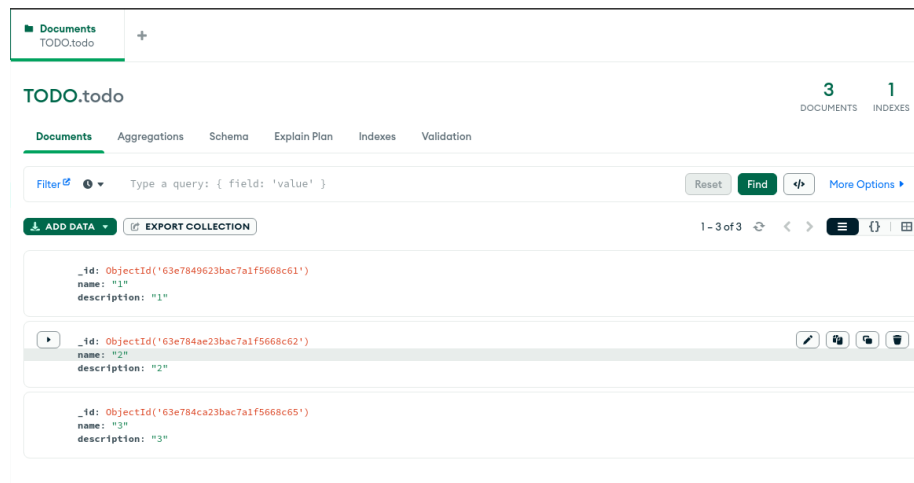 Documents
TODO.todo
+
TODO.todo
3
DOCUMENTS
1
INDEXES
Documents Aggregations Schema Explain Plan Indexes Validation
Filter Type a query: { field: 'value' } Reset Find </> More Options
ADD DATA EXPORT COLLECTION 1 – 3 of 3 {}
_id: ObjectId('63e7849623bac7a1f5668c61')
name: "1"
description: "1"
_id: ObjectId('63e784ae23bac7a1f5668c62')
name: "2"
description: "2"
_id: ObjectId('63e784ca23bac7a1f5668c65')
name: "3"
description: "3"